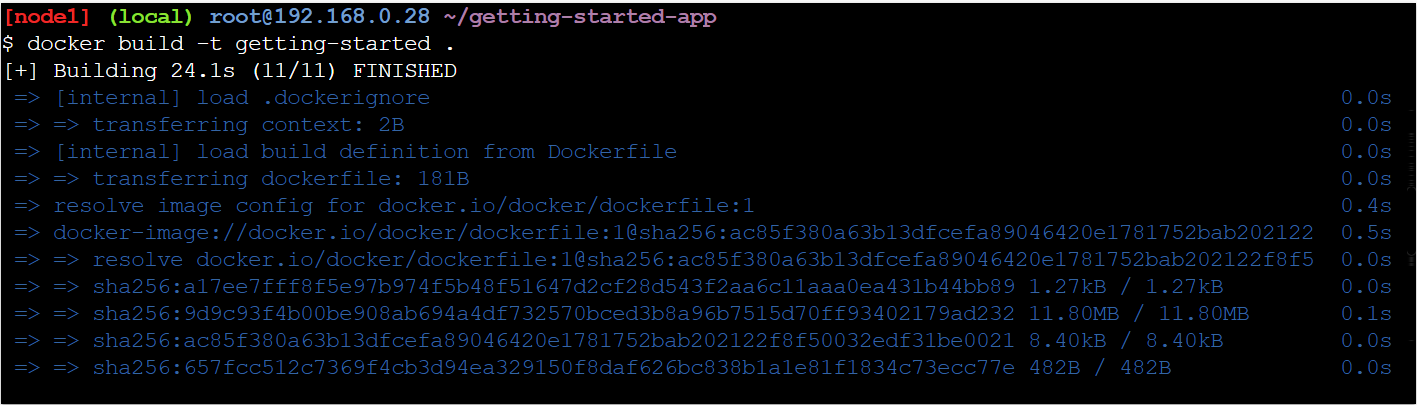 [node1] (local) root@192.168.0.28 ~/getting-started-app
$ docker build -t getting-started .
[+] Building 24.1s (11/11) FINISHED
=> [internal] load .dockerignore 0.0s
=> => transferring context: 2B 0.0s
=> [internal] load build definition from Dockerfile 0.0s
=> => transferring dockerfile: 181B 0.0s
=> resolve image config for docker.io/docker/dockerfile:1 0.4s
=> docker-image://docker.io/docker/dockerfile:1@sha256:ac85f380a63b13dfcefa89046420e1781752bab202122 0.5s
=> => resolve docker.io/docker/dockerfile:1@sha256:ac85f380a63b13dfcefa89046420e1781752bab202122f8f5 0.0s
=> => sha256:a17ee7fff8f5e97b974f5b48f51647d2cf28d543f2aa6c11aaa0ea431b44bb89 1.27kB / 1.27kB 0.0s
=> => sha256:9d9c93f4b00be908ab694a4df732570bced3b8a96b7515d70ff93402179ad232 11.80MB / 11.80MB 0.1s
=> => sha256:ac85f380a63b13dfcefa89046420e1781752bab202122f8f50032edf31be0021 8.40kB / 8.40kB 0.0s
=> => sha256:657fcc512c7369f4cb3d94ea329150f8daf626bc838b1a1e81f1834c73ecc77e 482B / 482B 0.0s